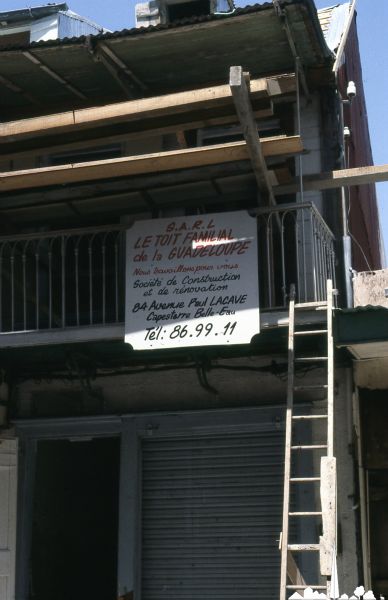 S.A.R.L
LE TOIT FAMILIAL
de la GUADELOUPE
Nous travaillons pour vous
Société de Construction
et de rénovation
84 Avenue Paul LACAVE
Capesterre Belle-Eau
Tél: 86.99.11